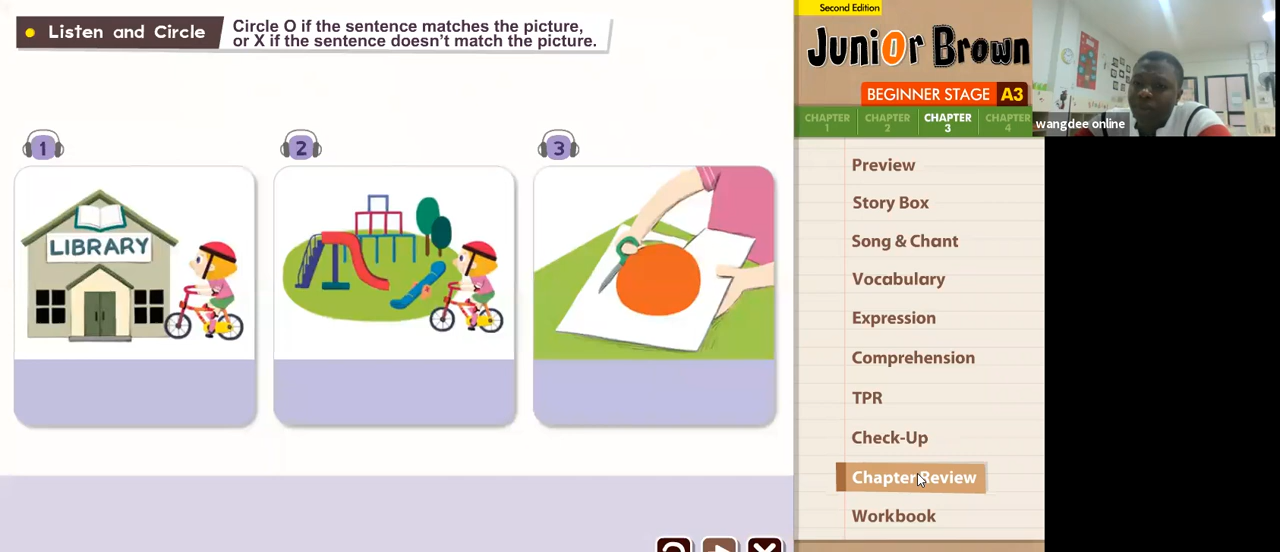 Listen and Circle
Circle O if the sentence matches the picture,
or X if the sentence doesn't match the picture.
1
2
3
LIBRARY
Second Edition
Junior Brown
BEGINNER STAGE A3
CHAPTER 1
CHAPTER 2
CHAPTER 3
CHAPTER 4
wangdee online
Preview
Story Box
Song & Chant
Vocabulary
Expression
Comprehension
TPR
Check-Up
Chapter Review
Workbook